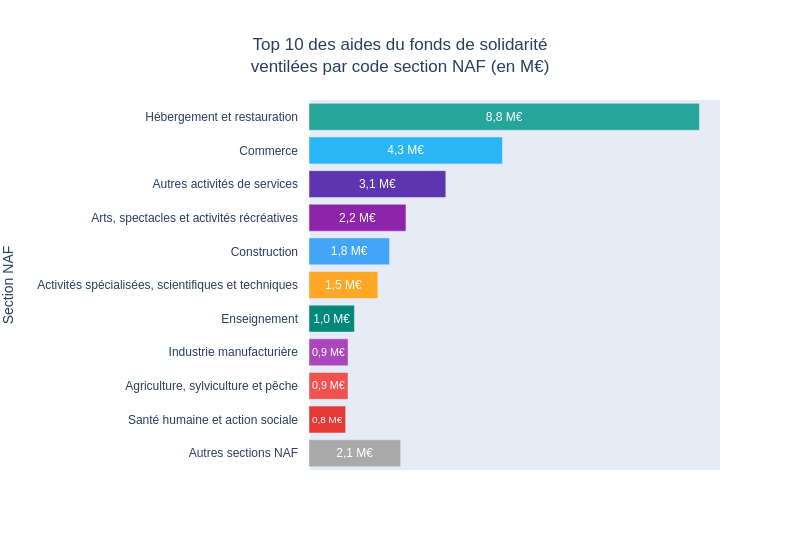 Top 10 des aides du fonds de solidarité
ventilées par code section NAF (en M€)
Section NAF
Hébergement et restauration 8,8 M€
Commerce 4,3 M€
Autres activités de services 3,1 M€
Arts, spectacles et activités récréatives 2,2 M€
Construction 1,8 M€
Activités spécialisées, scientifiques et techniques 1,5 M€
Enseignement 1,0 M€
Industrie manufacturière 0,9 M€
Agriculture, sylviculture et pêche 0,9 M€
Santé humaine et action sociale 0,8 M€
Autres sections NAF 2,1 M€